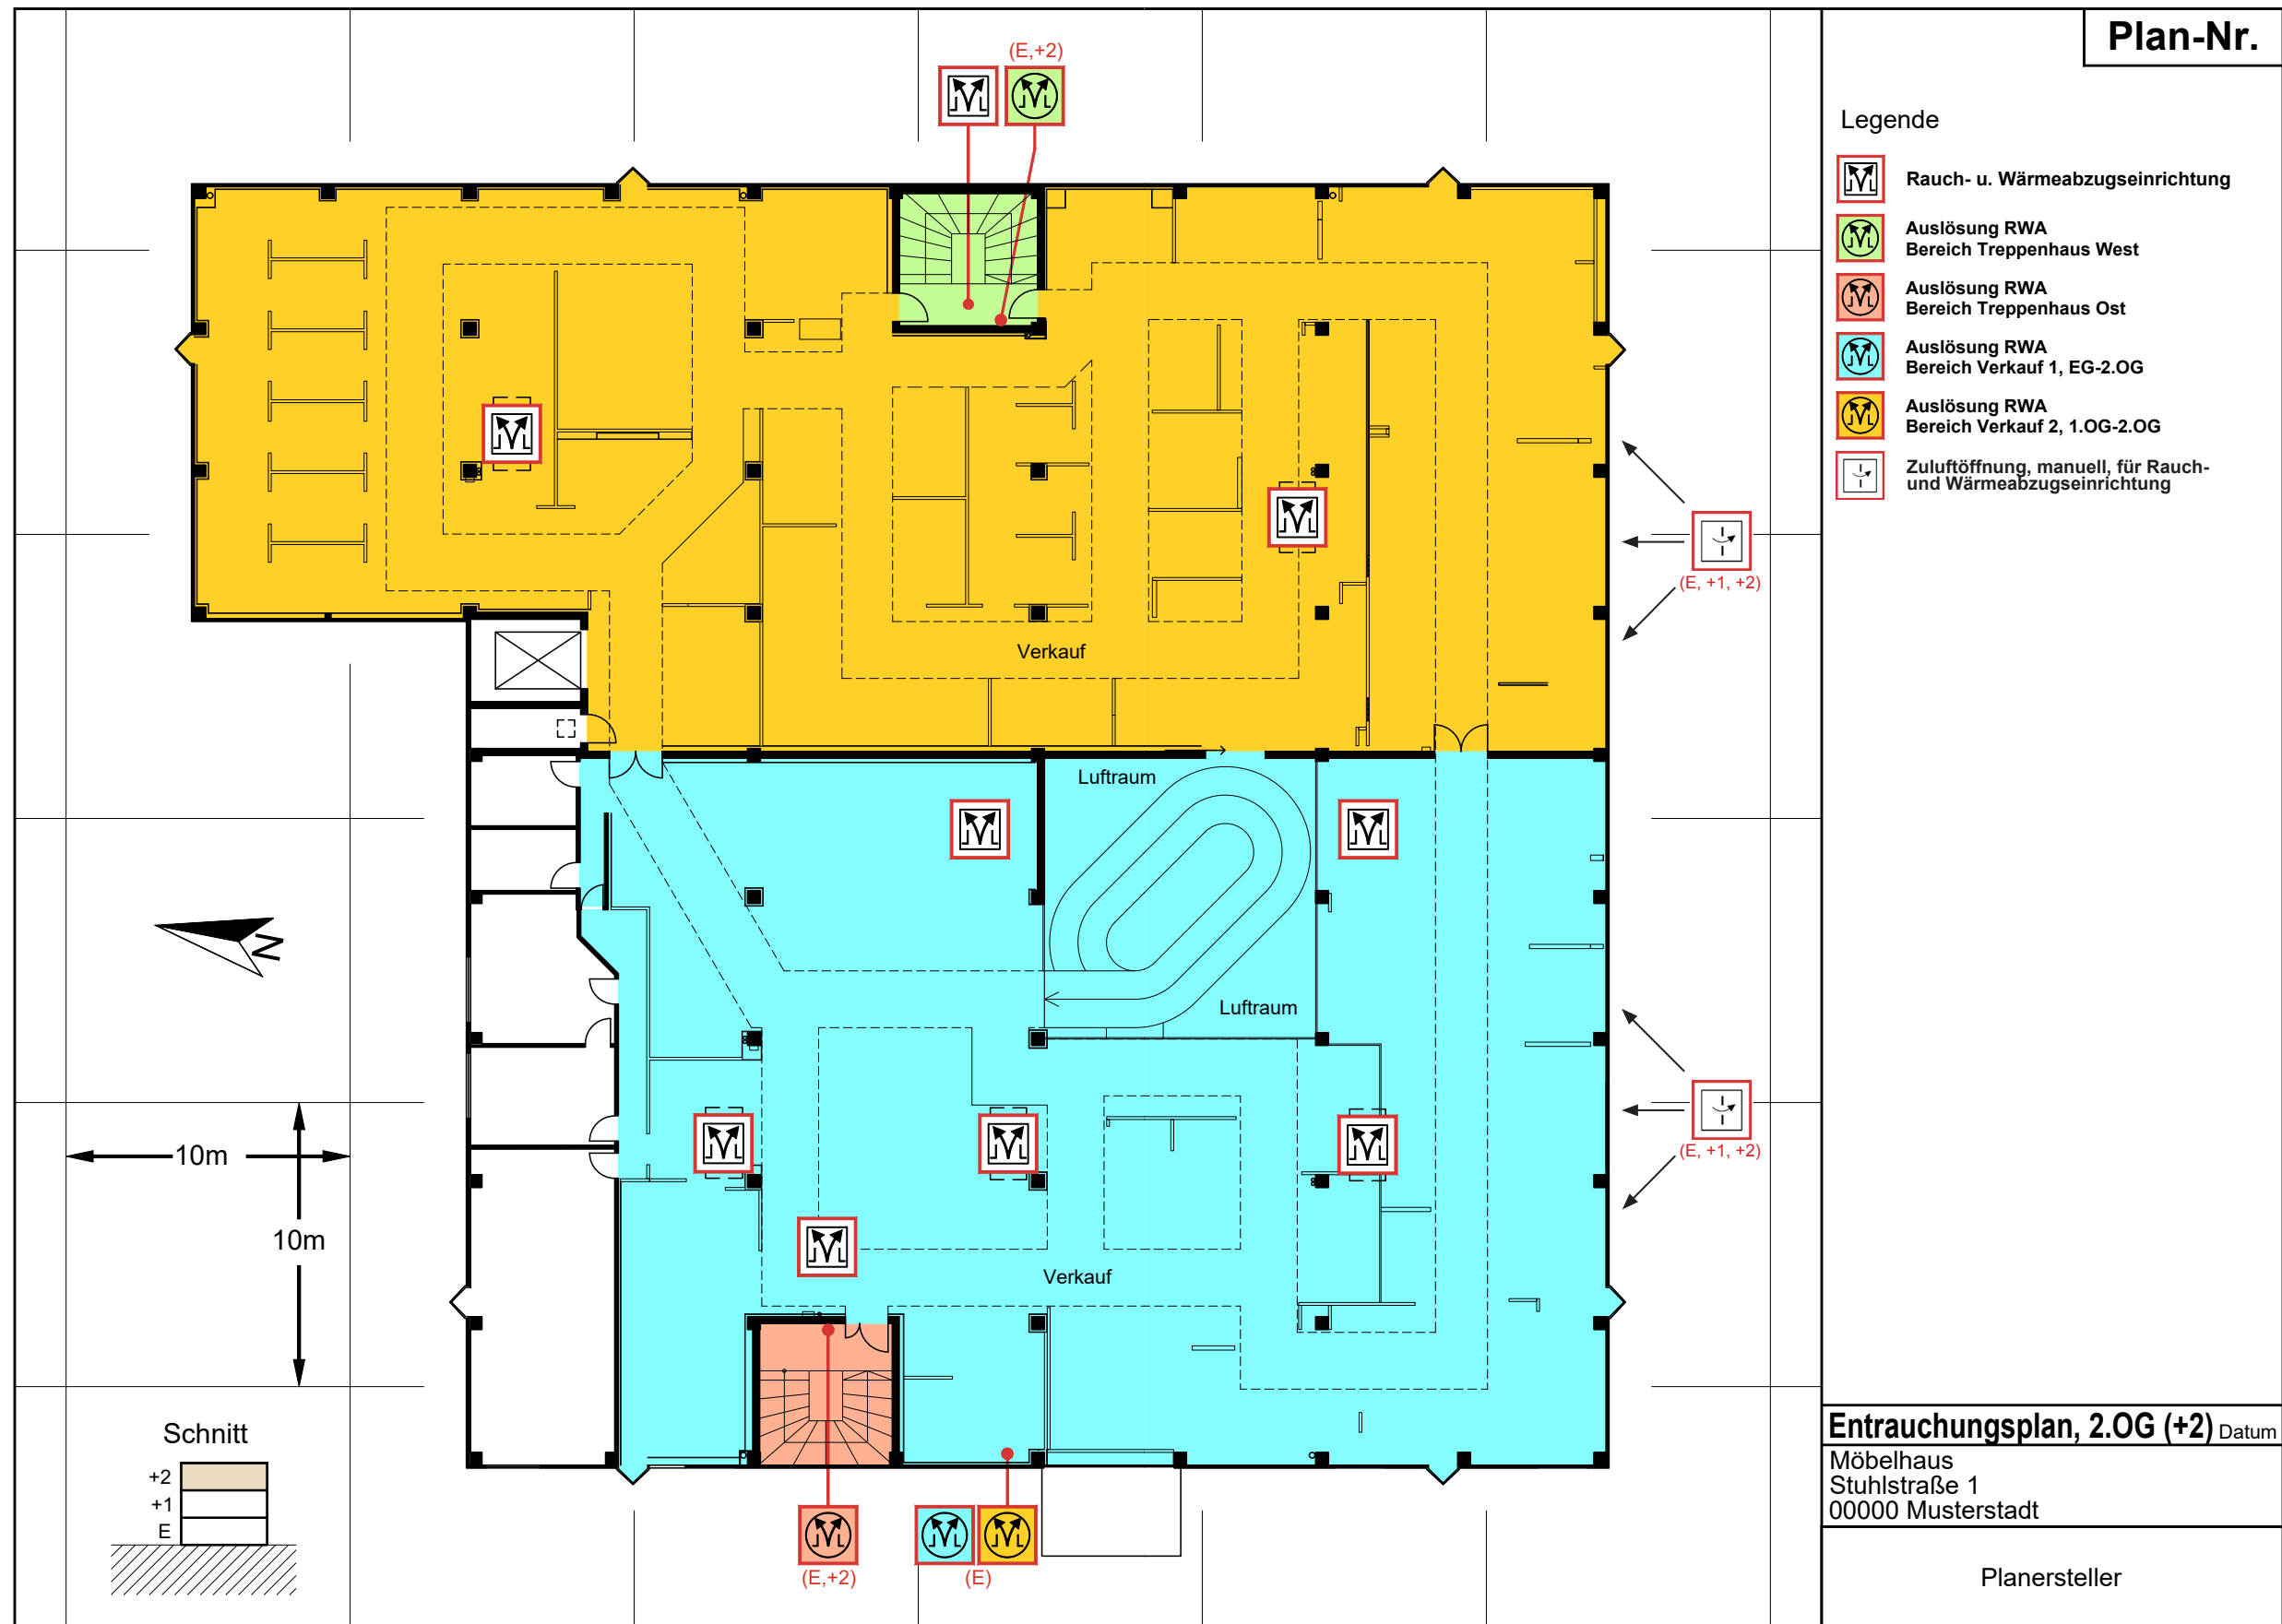 Plan-Nr.
Legende
Rauch- u. Wärmeabzugseinrichtung
Auslösung RWA
Bereich Treppenhaus West
Auslösung RWA
Bereich Treppenhaus Ost
Auslösung RWA
Bereich Verkauf 1, EG-2.OG
Auslösung RWA
Bereich Verkauf 2, 1.OG-2.OG
Zuluftöffnung, manuell, für Rauch-
und Wärmeabzugseinrichtung
(E,+2)
(E, +1, +2)
Verkauf
Luftraum
Luftraum
N
(E, +1, +2)
10m
10m
Verkauf
Schnitt
+2
+1
E
(E,+2)
(E)
Entrauchungsplan, 2.OG (+2) Datum
Möbelhaus
Stuhlstraße 1
00000 Musterstadt
Planersteller